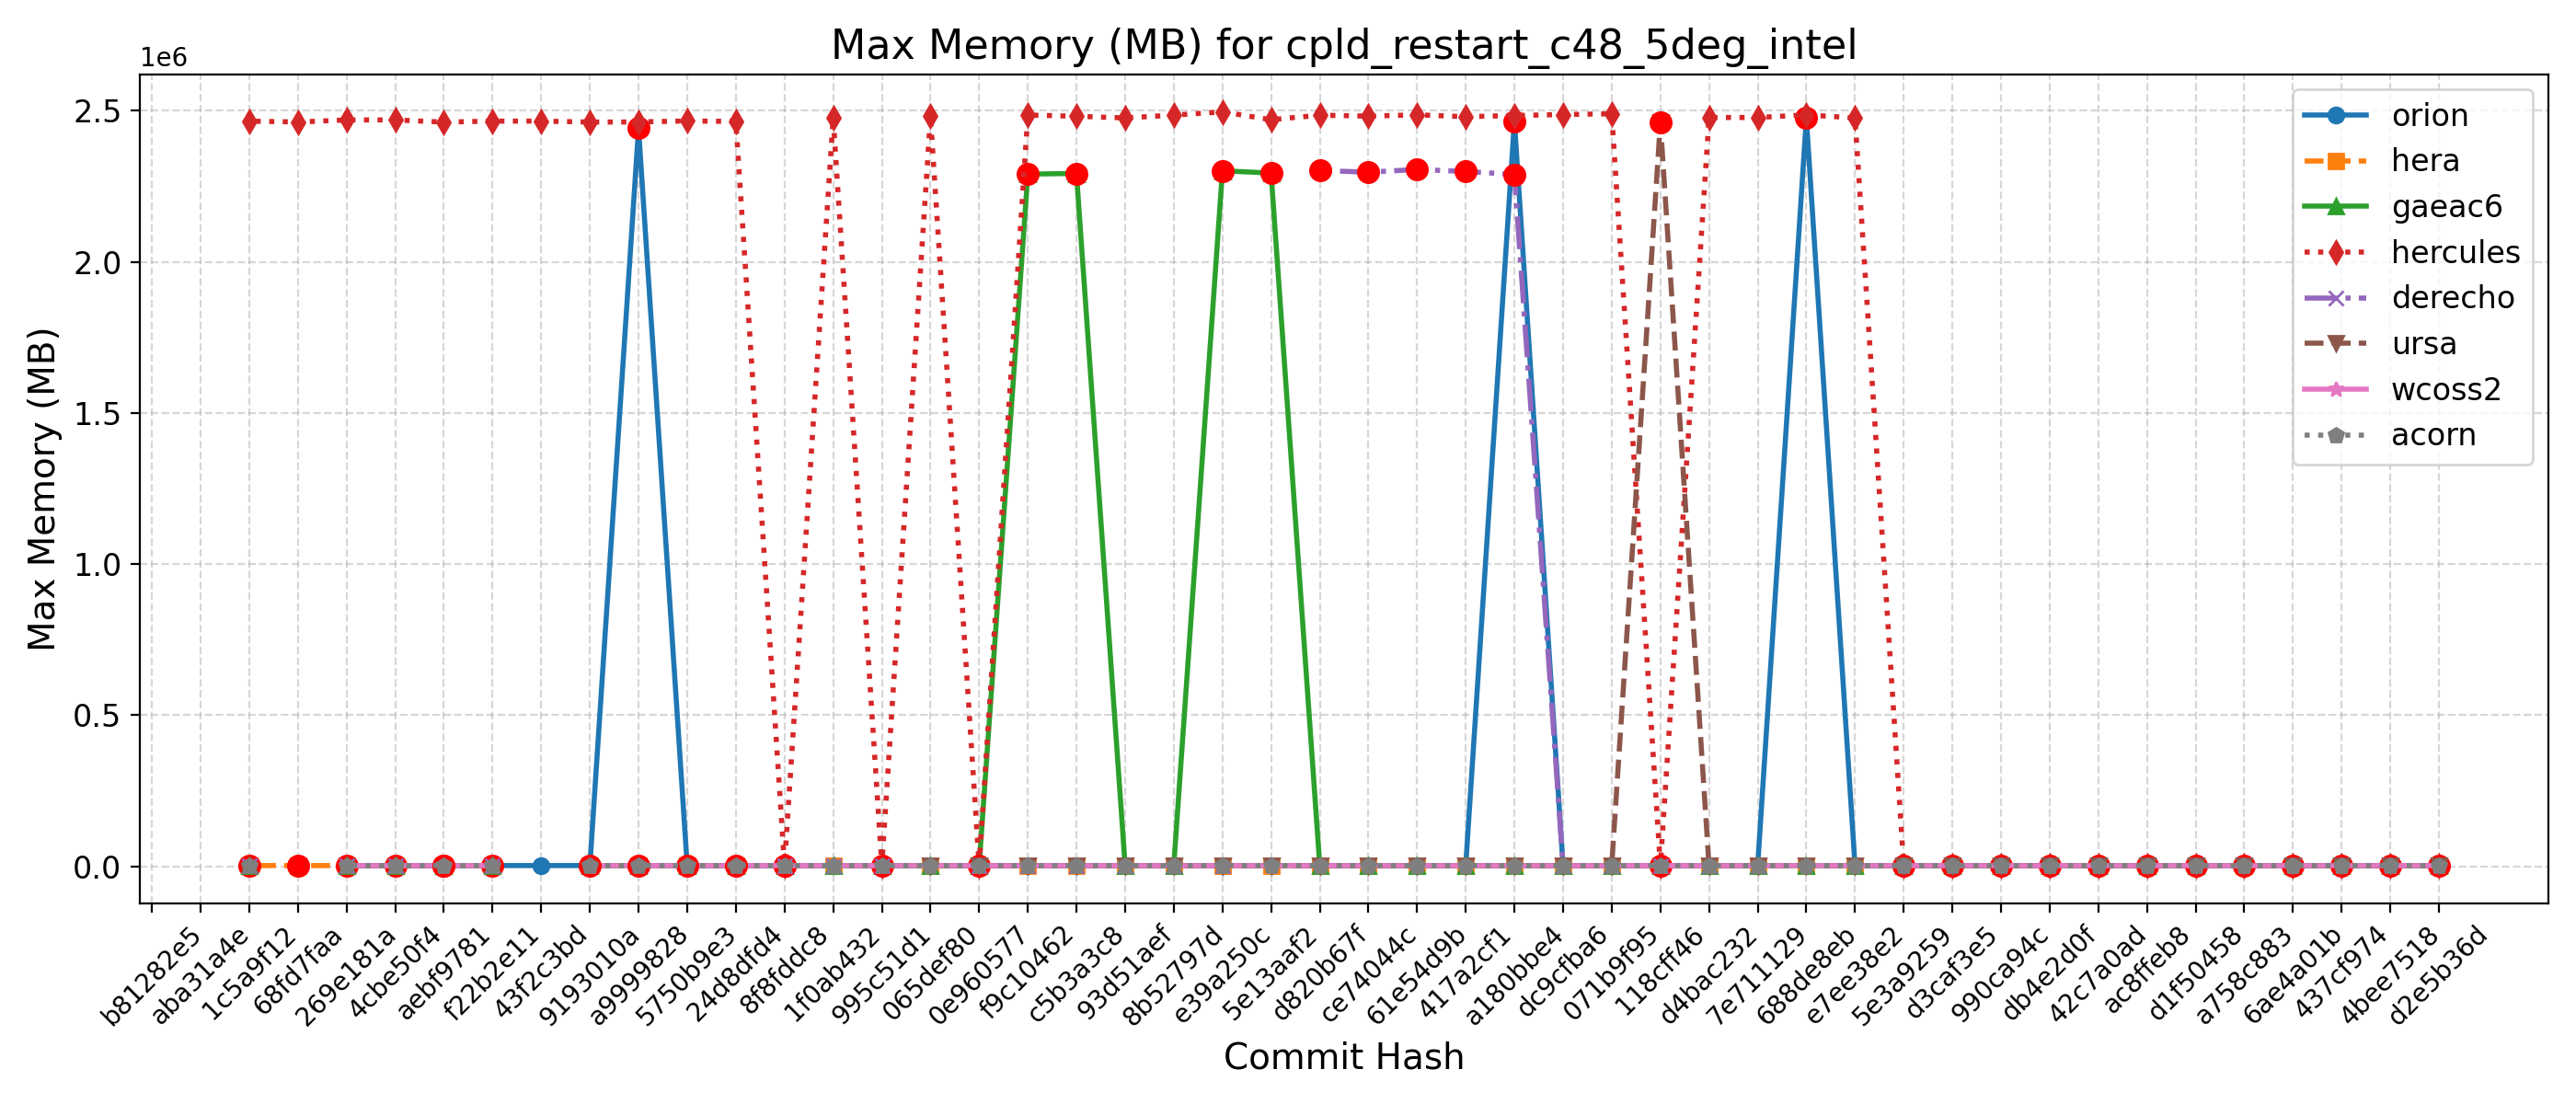 Max Memory (MB) for cpld_restart_c48_5deg_intel
1e6
2.5
2.0
1.5
1.0
0.5
0.0
Max Memory (MB)
orion
hera
gaeac6
hercules
derecho
ursa
wcoss2
acorn
b81282e5
aba31a4e
1c5a9f12
68fd7faa
269e181a
4cbe50f4
aebf9781
f22b2e11
43f2c3bd
9193010a
a9999828
5750b9e3
24d8dfd4
8f8fddc8
1f0ab432
995c51d1
065def80
0e960577
f9c10462
c5b3a3c8
93d51aef
8b52797d
e39a250c
5e13aaf2
d820b67f
ce74044c
61e54d9b
417a2cf1
a180bbe4
dc9cfba6
071b9f95
118cff46
d4bac232
7e711129
688de8eb
e7ee38e2
5e3a9259
d3caf3e5
990ca94c
db4e2d0f
42c7a0ad
ac8ffeb8
d1f50458
a758c883
6ae4a01b
437cf974
4bee7518
d2e5b36d
Commit Hash